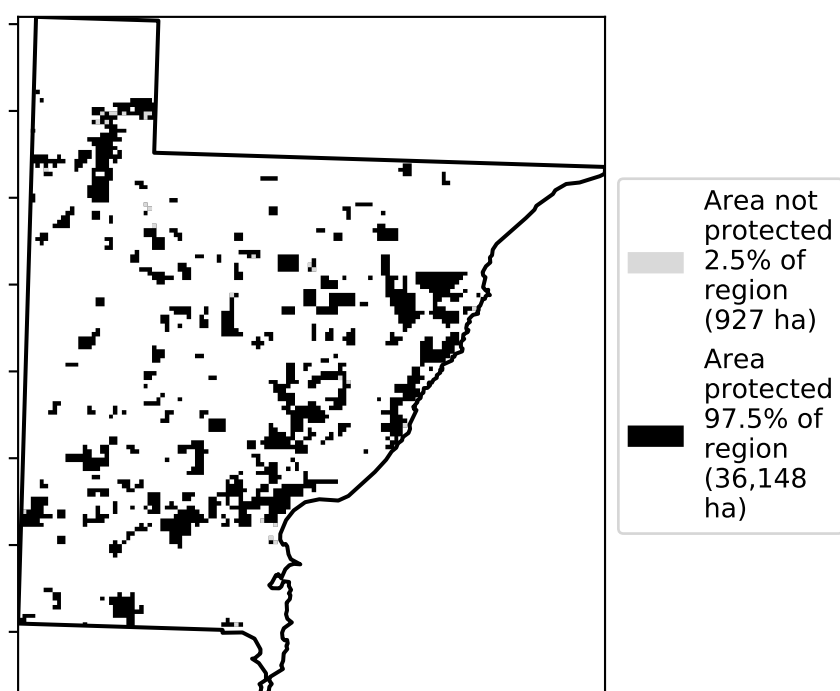 Area not
protected
2.5% of
region
(927 ha)
Area
protected
97.5% of
region
(36,148
ha)